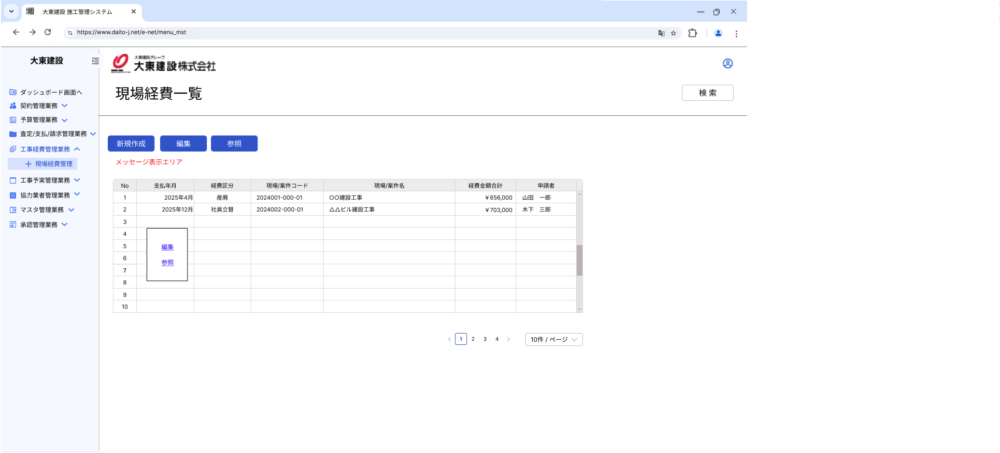 大東建設 施工管理システム
https://www.daito-j.net/e-net/menu_mst
大東建設
大東建託グループ
大東建設株式会社
現場経費一覧
検 索
ダッシュボード画面へ
契約管理業務
予算管理業務
査定/支払/請求管理業務
工事経費管理業務
現場経費管理
工事予実管理業務
協力業者管理業務
マスタ管理業務
承認管理業務
新規作成 編集 参照
メッセージ表示エリア
No 支払年月 経費区分 現場/案件コード 現場/案件名 経費金額合計 申請者
1 2025年4月 産廃 2024001-000-01 〇〇建設工事 ￥656,000 山田　一郎
2 2025年12月 社員立替 2024002-000-01 △△ビル建設工事 ￥703,000 木下　三郎
3
4
5
6
7
8
9
10
編集
参照
< 1 2 3 4 > 10件 / ページ